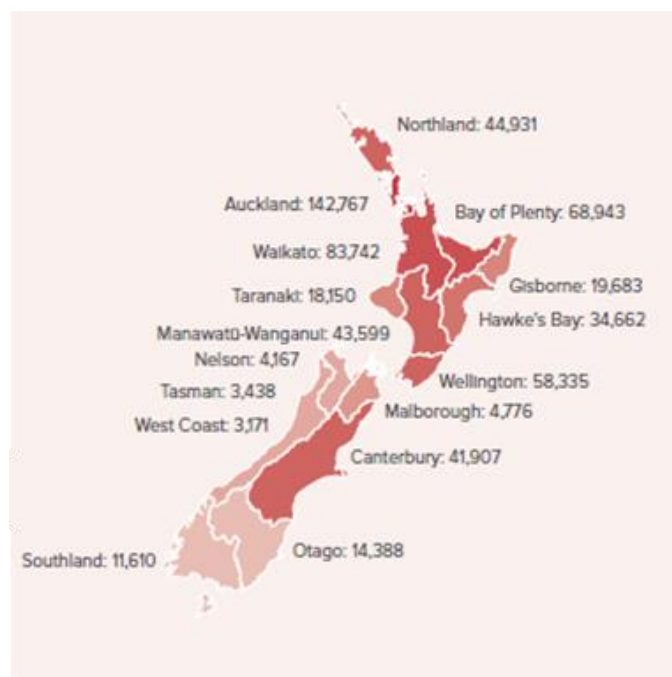 Northland: 44,931
Auckland: 142,767
Bay of Plenty: 68,943
Waikato: 83,742
Gisborne: 19,683
Taranaki: 18,150
Hawke's Bay: 34,662
Manawatū-Wanganui: 43,599
Nelson: 4,167
Wellington: 58,335
Tasman: 3,438
Malborough: 4,776
West Coast: 3,171
Canterbury: 41,907
Otago: 14,388
Southland: 11,610